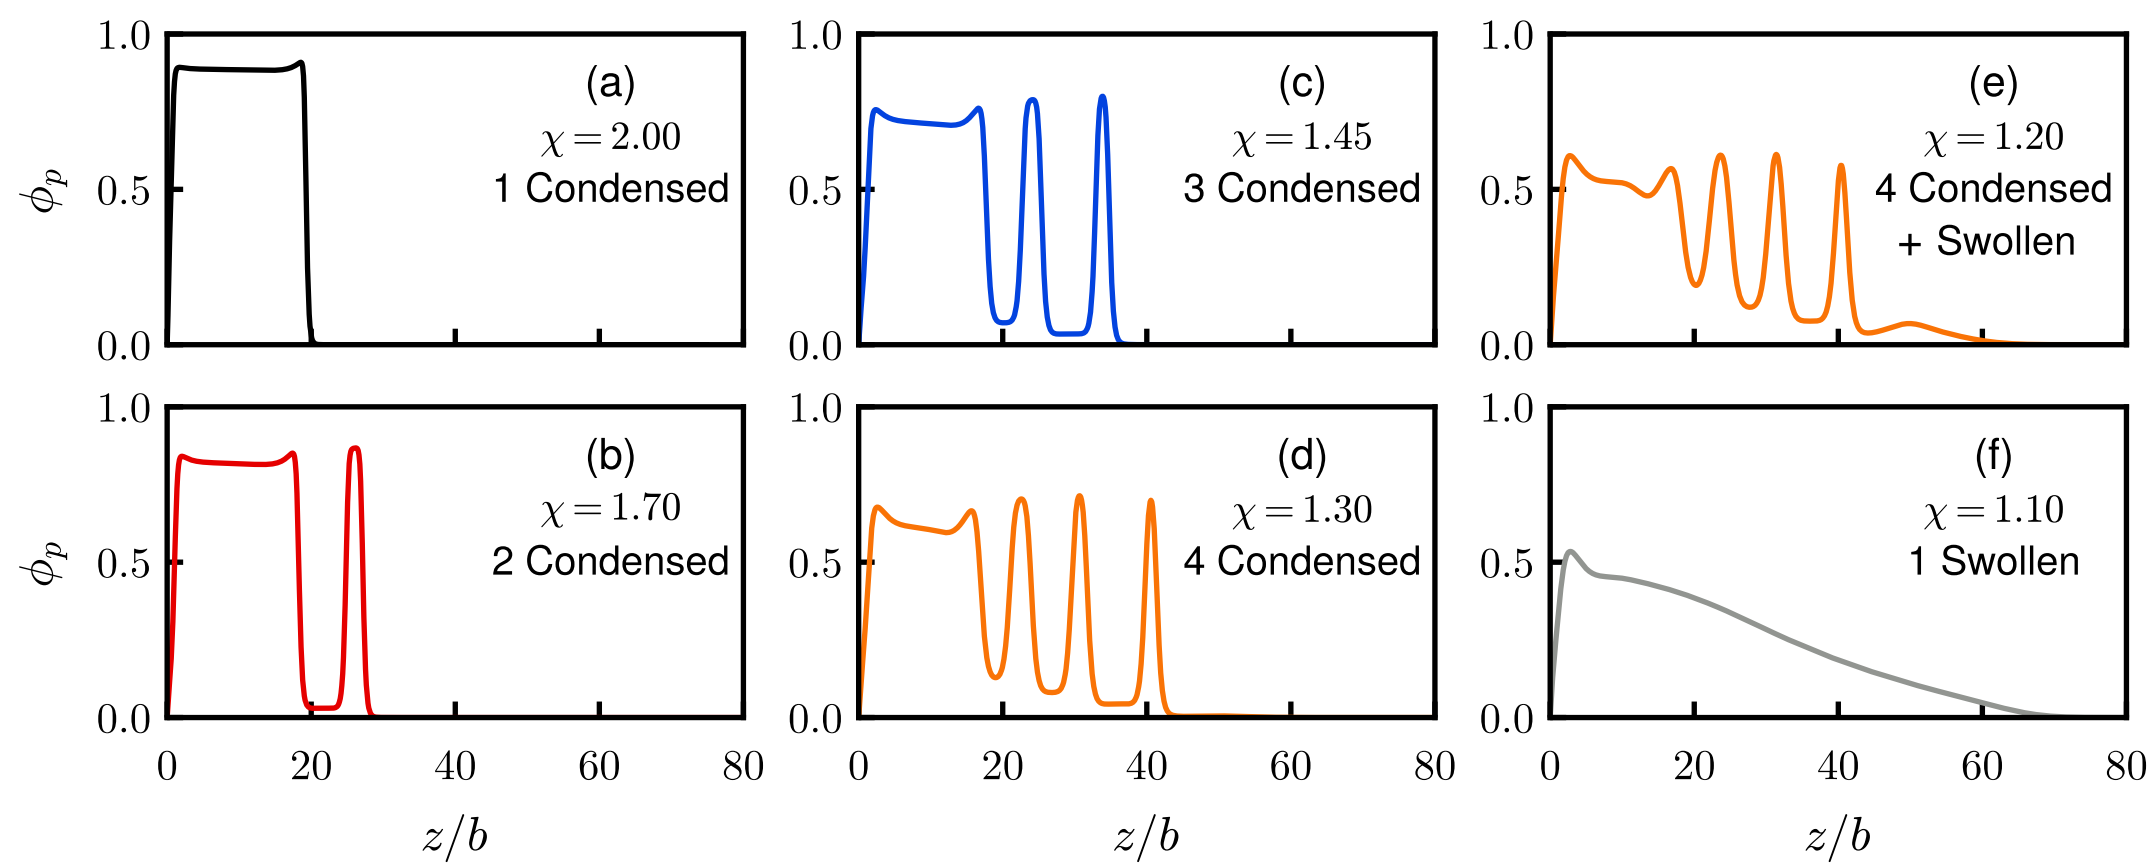 1.0
0.5
0.0
ϕp
(a)
χ = 2.00
1 Condensed
1.0
0.5
0.0
(c)
χ = 1.45
3 Condensed
1.0
0.5
0.0
(e)
χ = 1.20
4 Condensed
+ Swollen
1.0
0.5
0.0
ϕp
(b)
χ = 1.70
2 Condensed
0 20 40 60 80
z/b
1.0
0.5
0.0
(d)
χ = 1.30
4 Condensed
0 20 40 60 80
z/b
1.0
0.5
0.0
(f)
χ = 1.10
1 Swollen
0 20 40 60 80
z/b